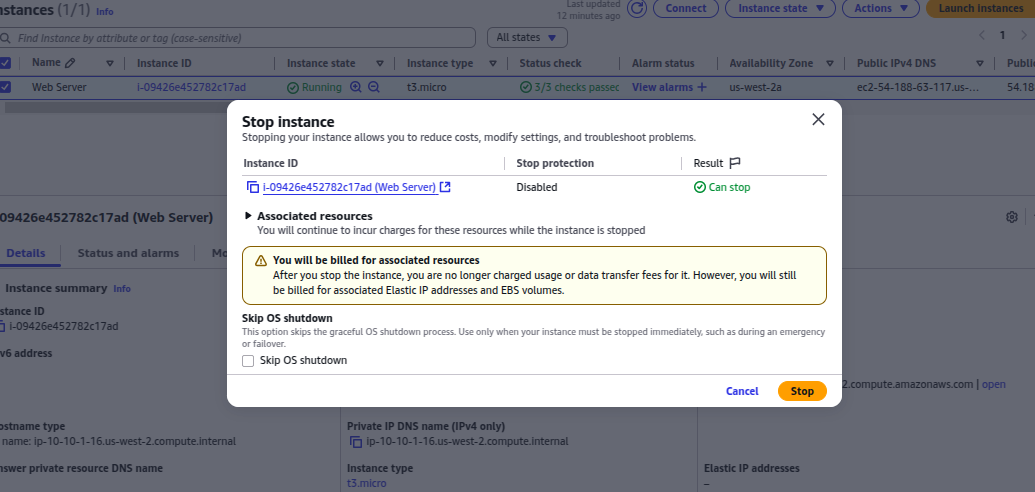 nstances (1/1) Info
Last updated
12 minutes ago
Connect
Instance state
Actions
Launch Instances
Find Instance by attribute or tag (case-sensitive)
All states
1
Name
Instance ID
Instance state
Instance type
Status check
Alarm status
Availability Zone
Public IPv4 DNS
Publi
Web Server
i-09426e452782c17ad
Running
t3.micro
3/3 checks passec
View alarms +
us-west-2a
ec2-54-188-63-117.us-...
54.18
Stop instance
Stopping your instance allows you to reduce costs, modify settings, and troubleshoot problems.
Instance ID
Stop protection
Result
i-09426e452782c17ad (Web Server)
Disabled
Can stop
Associated resources
You will continue to incur charges for these resources while the instance is stopped
You will be billed for associated resources
After you stop the instance, you are no longer charged usage or data transfer fees for it. However, you will still
be billed for associated Elastic IP addresses and EBS volumes.
Skip OS shutdown
This option skips the graceful OS shutdown process. Use only when your instance must be stopped immediately, such as during an emergency
or failover.
Skip OS shutdown
Cancel
Stop
09426e452782c17ad (Web Server)
Details
Status and alarms
Mo
Instance summary Info
stance ID
i-09426e452782c17ad
v6 address
2.compute.amazonaws.com | open
ostname type
name: ip-10-10-1-16.us-west-2.compute.internal
Private IP DNS name (IPv4 only)
ip-10-10-1-16.us-west-2.compute.internal
nswer private resource DNS name
Instance type
t3.micro
Elastic IP addresses
–